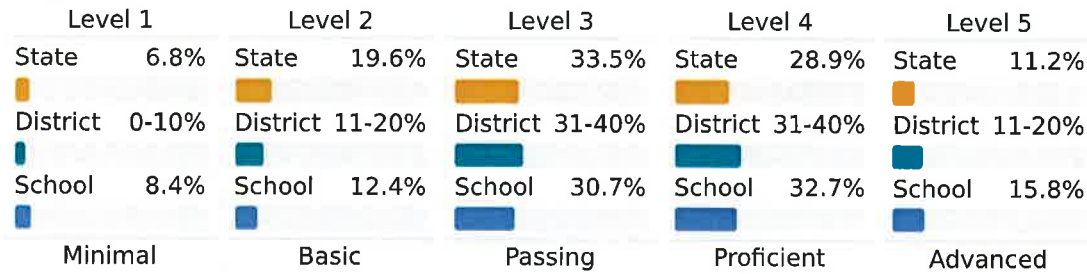 Level 1 Level 2 Level 3 Level 4 Level 5
State 6.8% State 19.6% State 33.5% State 28.9% State 11.2%
District 0-10% District 11-20% District 31-40% District 31-40% District 11-20%
School 8.4% School 12.4% School 30.7% School 32.7% School 15.8%
Minimal Basic Passing Proficient Advanced